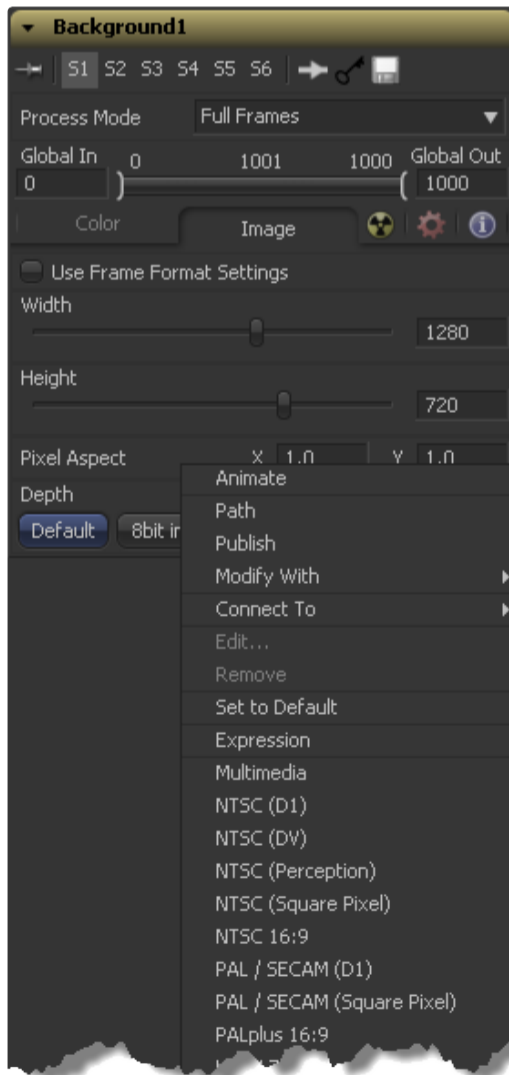 Background1
S1 S2 S3 S4 S5 S6
Process Mode Full Frames
Global In 0 1001 1000 Global Out
0 1000
Color Image
Use Frame Format Settings
Width
1280
Height
720
Pixel Aspect X 1.0 Y 1.0
Depth
Default 8bit
Animate
Path
Publish
Modify With
Connect To
Edit...
Remove
Set to Default
Expression
Multimedia
NTSC (D1)
NTSC (DV)
NTSC (Perception)
NTSC (Square Pixel)
NTSC 16:9
PAL / SECAM (D1)
PAL / SECAM (Square Pixel)
PALplus 16:9